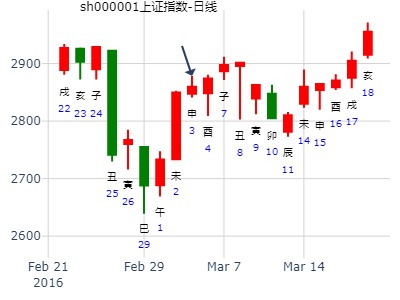 sh000001上证指数-日线
2900
2800
2700
2600
戌
22
亥
23
子
24
丑
25
寅
26
巳
29
午
1
未
2
申
3
酉
4
子
7
丑
8
寅
9
卯
10
辰
11
未
14
申
15
酉
16
戌
17
亥
18
Feb 21
2016
Feb 29
Mar 7
Mar 14